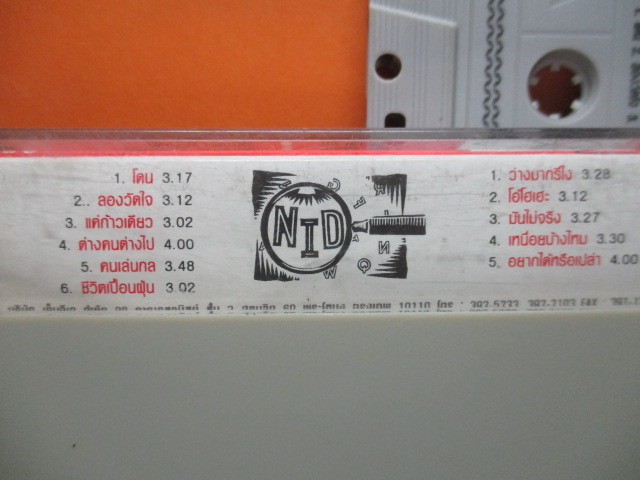 1. โดน 3.17
2.. ลองวัดใจ 3.12
3. แค่ก้าวเดียว 3.02
4. ต่างคนต่างไป 4.00
5. คนเล่นกล 3.48
6. ชีวิตเปื้อนฝุ่น 3.02
NID
1. ว่างมากรึไง 3.28
2. โอ๋โอเฮะ 3.12
3. มันไม่จริง 3.27
4. เหนื่อยบ้างไหม 3.30
5. อยากได้หรือเปล่า 4.00